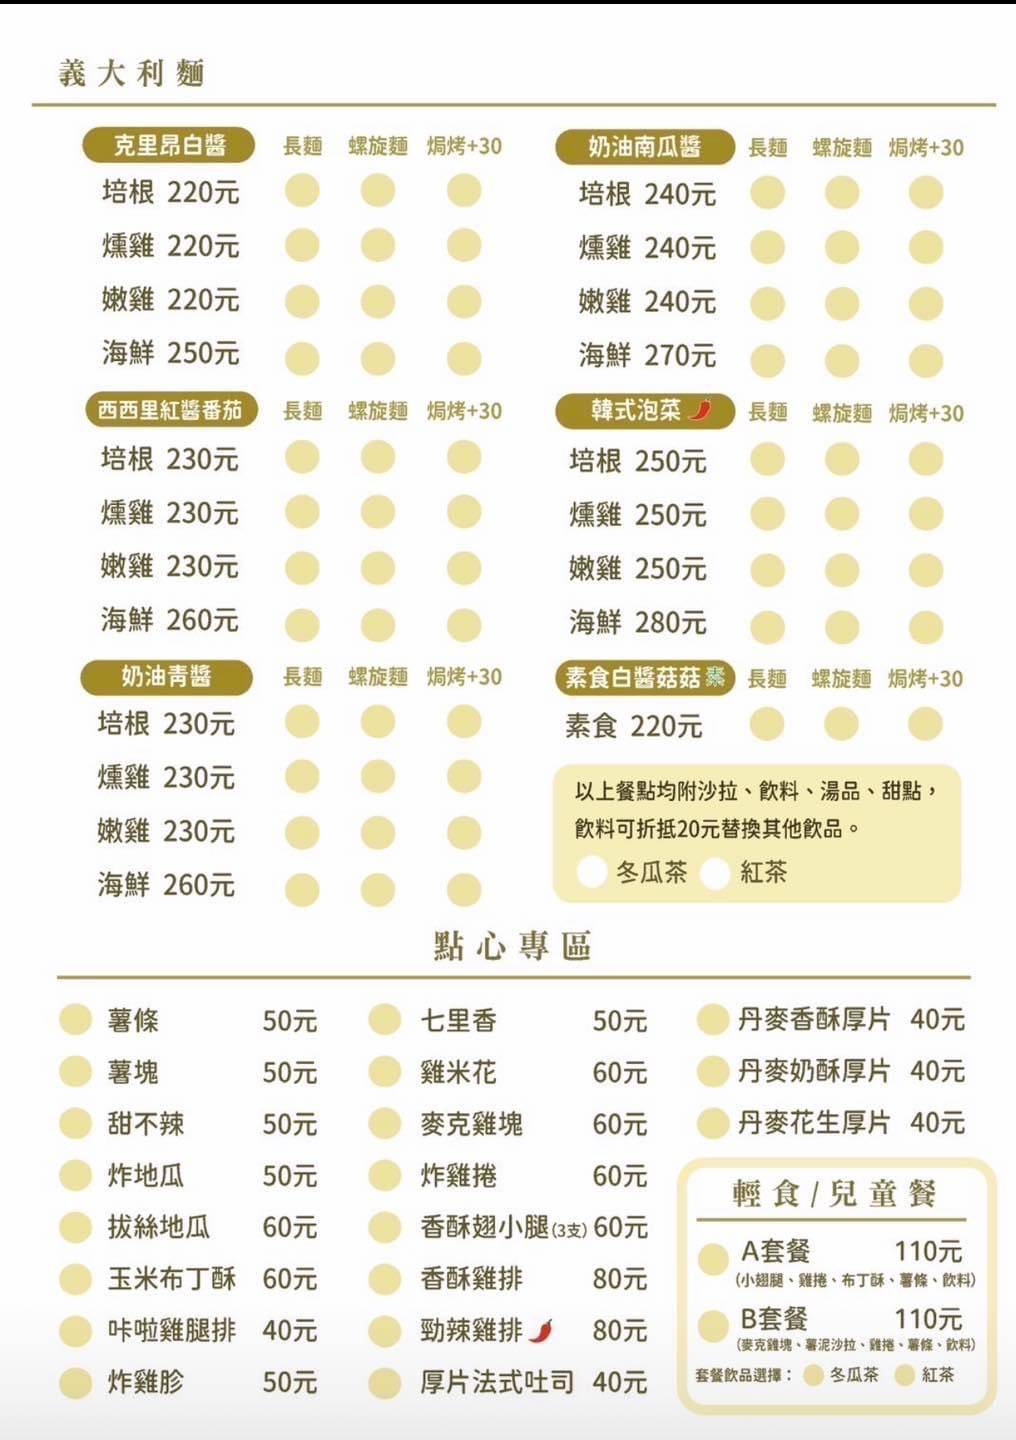 義大利麵
克里昂白醬 長麵 螺旋麵 焗烤+30
培根 220元
燻雞 220元
嫩雞 220元
海鮮 250元
西西里紅醬番茄 長麵 螺旋麵 焗烤+30
培根 230元
燻雞 230元
嫩雞 230元
海鮮 260元
奶油青醬 長麵 螺旋麵 焗烤+30
培根 230元
燻雞 230元
嫩雞 230元
海鮮 260元
奶油南瓜醬 長麵 螺旋麵 焗烤+30
培根 240元
燻雞 240元
嫩雞 240元
海鮮 270元
韓式泡菜 長麵 螺旋麵 焗烤+30
培根 250元
燻雞 250元
嫩雞 250元
海鮮 280元
素食白醬菇菇 素 長麵 螺旋麵 焗烤+30
素食 220元
以上餐點均附沙拉、飲料、湯品、甜點，
飲料可折抵20元替換其他飲品。
冬瓜茶 紅茶
點心專區
薯條 50元
薯塊 50元
甜不辣 50元
炸地瓜 50元
拔絲地瓜 60元
玉米布丁酥 60元
咔啦雞腿排 40元
炸雞胗 50元
七里香 50元
雞米花 60元
麥克雞塊 60元
炸雞捲 60元
香酥翅小腿(3支) 60元
香酥雞排 80元
勁辣雞排 80元
厚片法式吐司 40元
丹麥香酥厚片 40元
丹麥奶酥厚片 40元
丹麥花生厚片 40元
輕食/兒童餐
A套餐 110元
(小翅腿、雞捲、布丁酥、薯條、飲料)
B套餐 110元
(麥克雞塊、薯泥沙拉、雞捲、薯條、飲料)
套餐飲品選擇： 冬瓜茶 紅茶